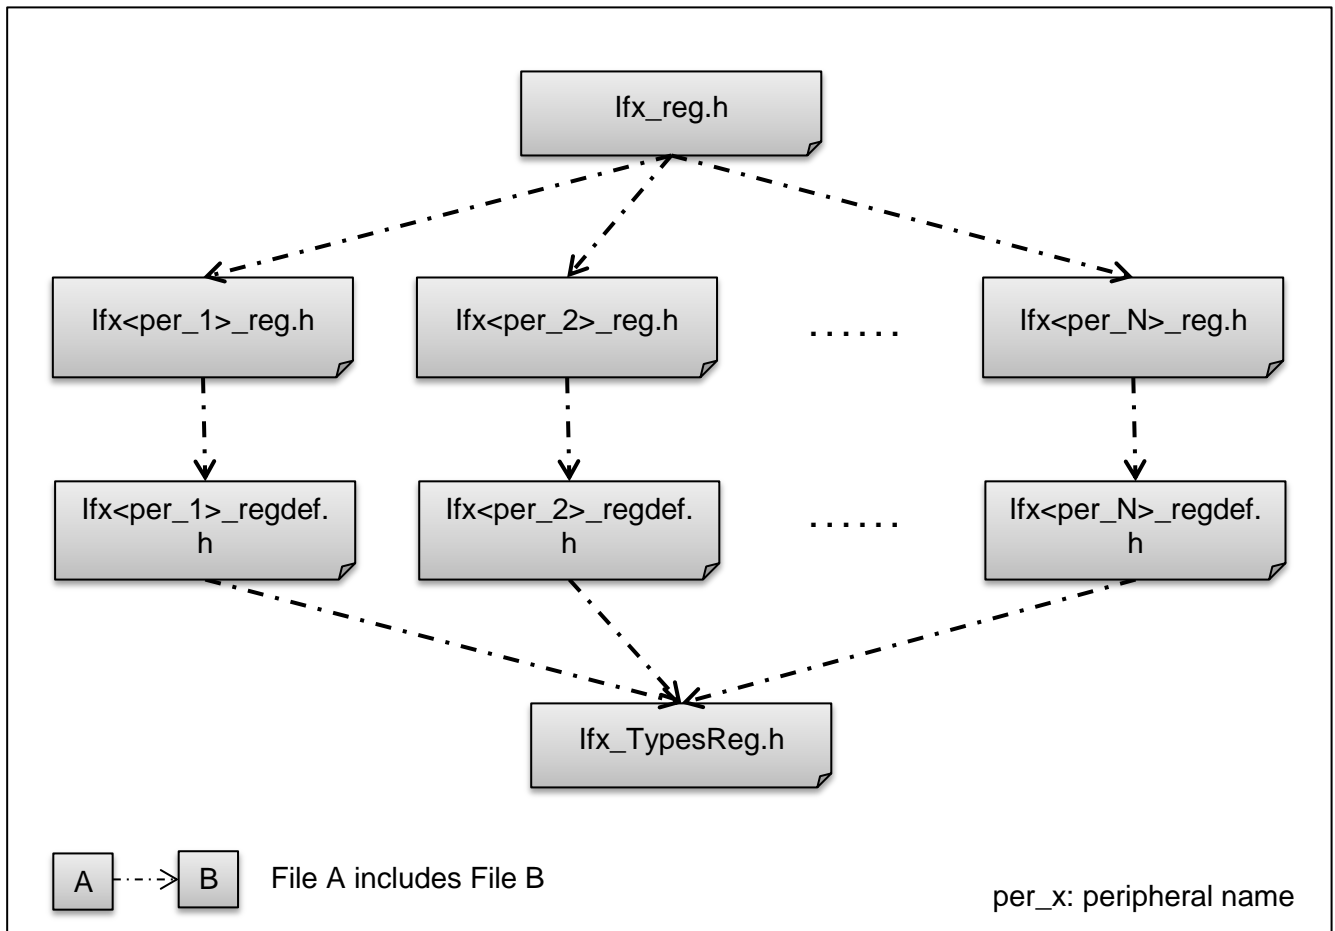 Ifx_reg.h
Ifx<per_1>_reg.h
Ifx<per_2>_reg.h
......
Ifx<per_N>_reg.h
Ifx<per_1>_regdef.
h
Ifx<per_2>_regdef.
h
......
Ifx<per_N>_regdef.
h
Ifx_TypesReg.h
A
B
File A includes File B
per_x: peripheral name